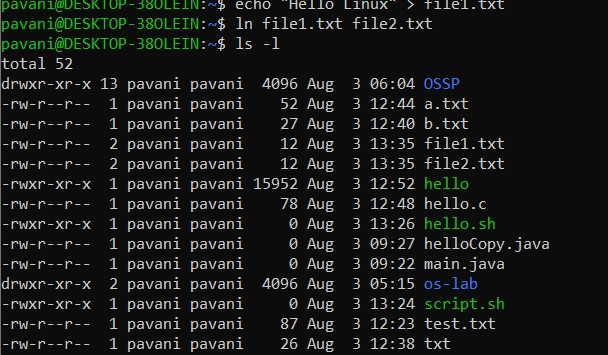 pavani@DESKTOP-38OLEIN:~$ echo "Hello Linux" > file1.txt
pavani@DESKTOP-38OLEIN:~$ ln file1.txt file2.txt
pavani@DESKTOP-38OLEIN:~$ ls -l
total 52
drwxr-xr-x 13 pavani pavani  4096 Aug  3 06:04 OSSP
-rw-r--r--  1 pavani pavani    52 Aug  3 12:44 a.txt
-rw-r--r--  1 pavani pavani    27 Aug  3 12:40 b.txt
-rw-r--r--  2 pavani pavani    12 Aug  3 13:35 file1.txt
-rw-r--r--  2 pavani pavani    12 Aug  3 13:35 file2.txt
-rwxr-xr-x  1 pavani pavani 15952 Aug  3 12:52 hello
-rw-r--r--  1 pavani pavani    78 Aug  3 12:48 hello.c
-rwxr-xr-x  1 pavani pavani     0 Aug  3 13:26 hello.sh
-rw-r--r--  1 pavani pavani     0 Aug  3 09:27 helloCopy.java
-rw-r--r--  1 pavani pavani     0 Aug  3 09:22 main.java
drwxr-xr-x  2 pavani pavani  4096 Aug  3 05:15 os-lab
-rwxr-xr-x  1 pavani pavani     0 Aug  3 13:24 script.sh
-rw-r--r--  1 pavani pavani    87 Aug  3 12:23 test.txt
-rw-r--r--  1 pavani pavani    26 Aug  3 12:38 txt